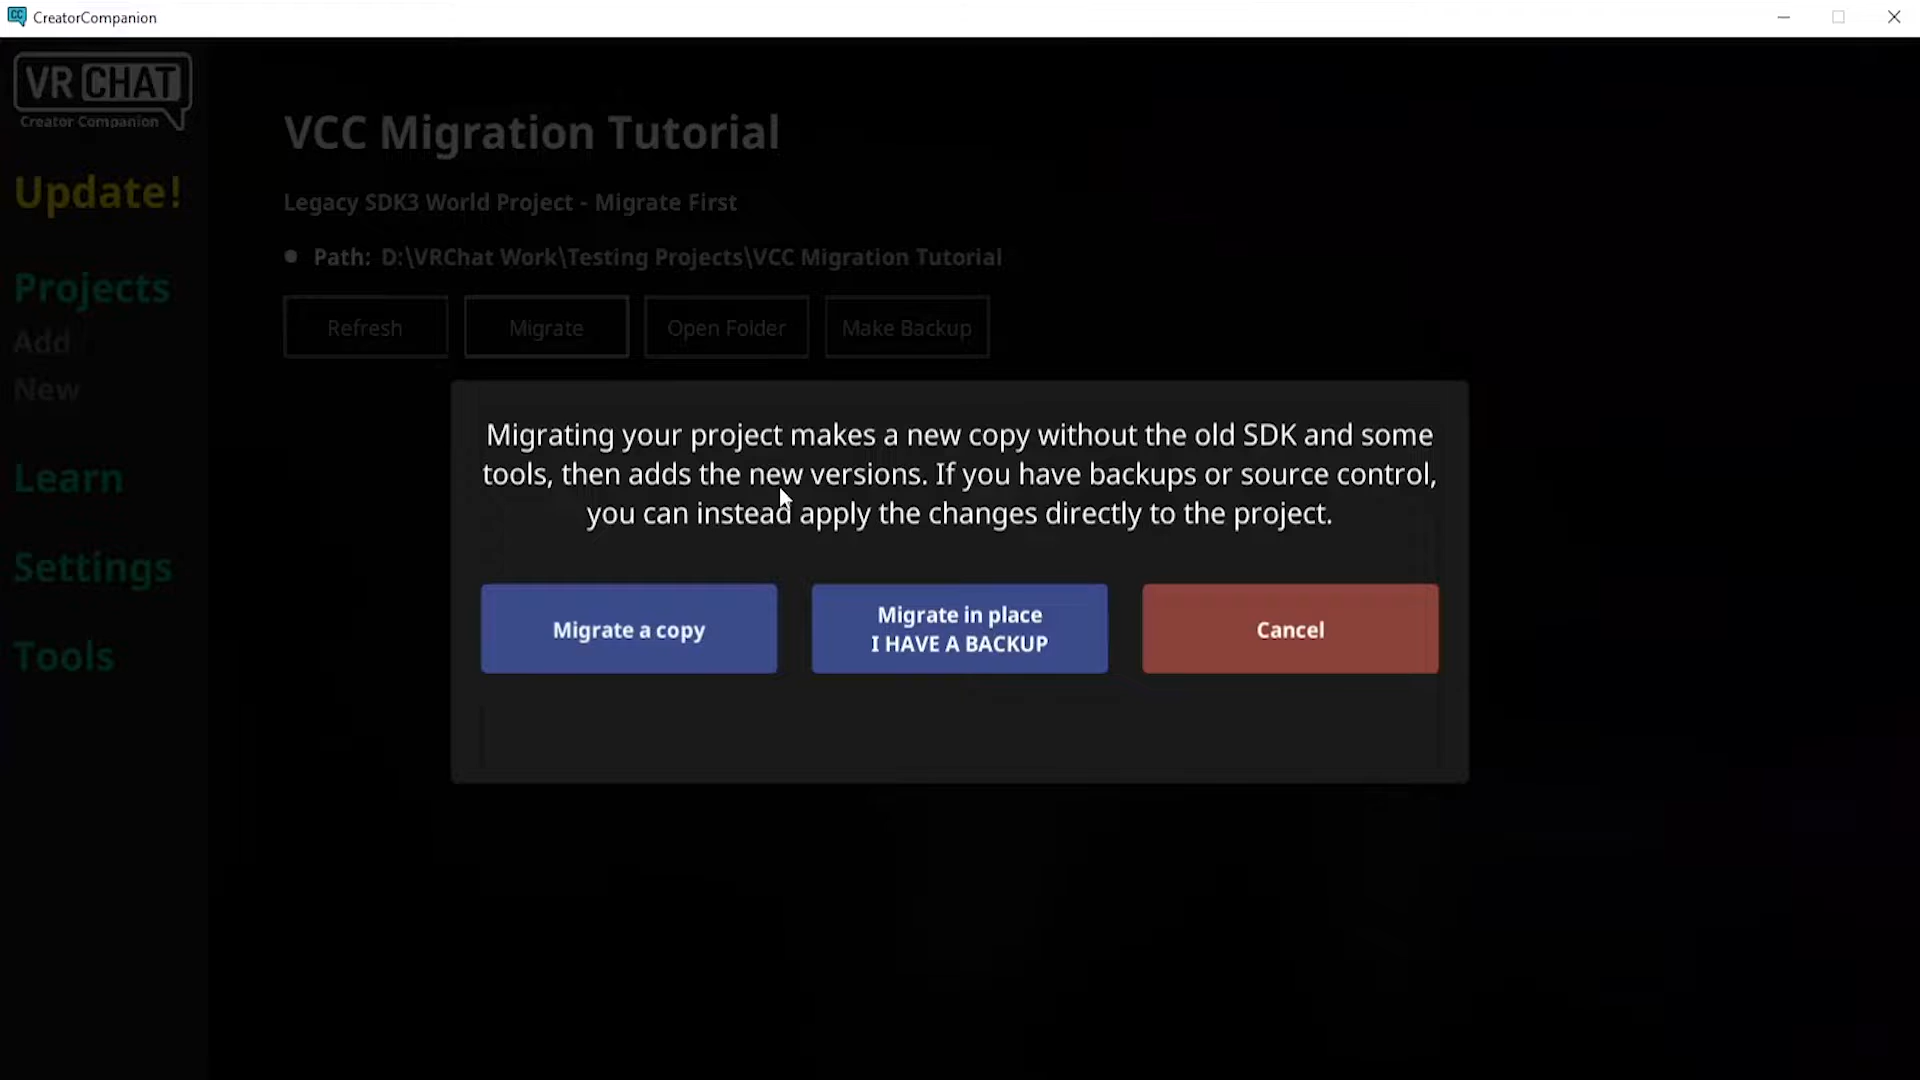 CC CreatorCompanion
VRCHAT
Creator Companion
Update!
Projects
Add
New
Learn
Settings
Tools
VCC Migration Tutorial
Legacy SDK3 World Project - Migrate First
Path: D:\VRChat Work\Testing Projects\VCC Migration Tutorial
Refresh Migrate Open Folder Make Backup
Migrating your project makes a new copy without the old SDK and some
tools, then adds the new versions. If you have backups or source control,
you can instead apply the changes directly to the project.
Migrate a copy
Migrate in place
I HAVE A BACKUP
Cancel